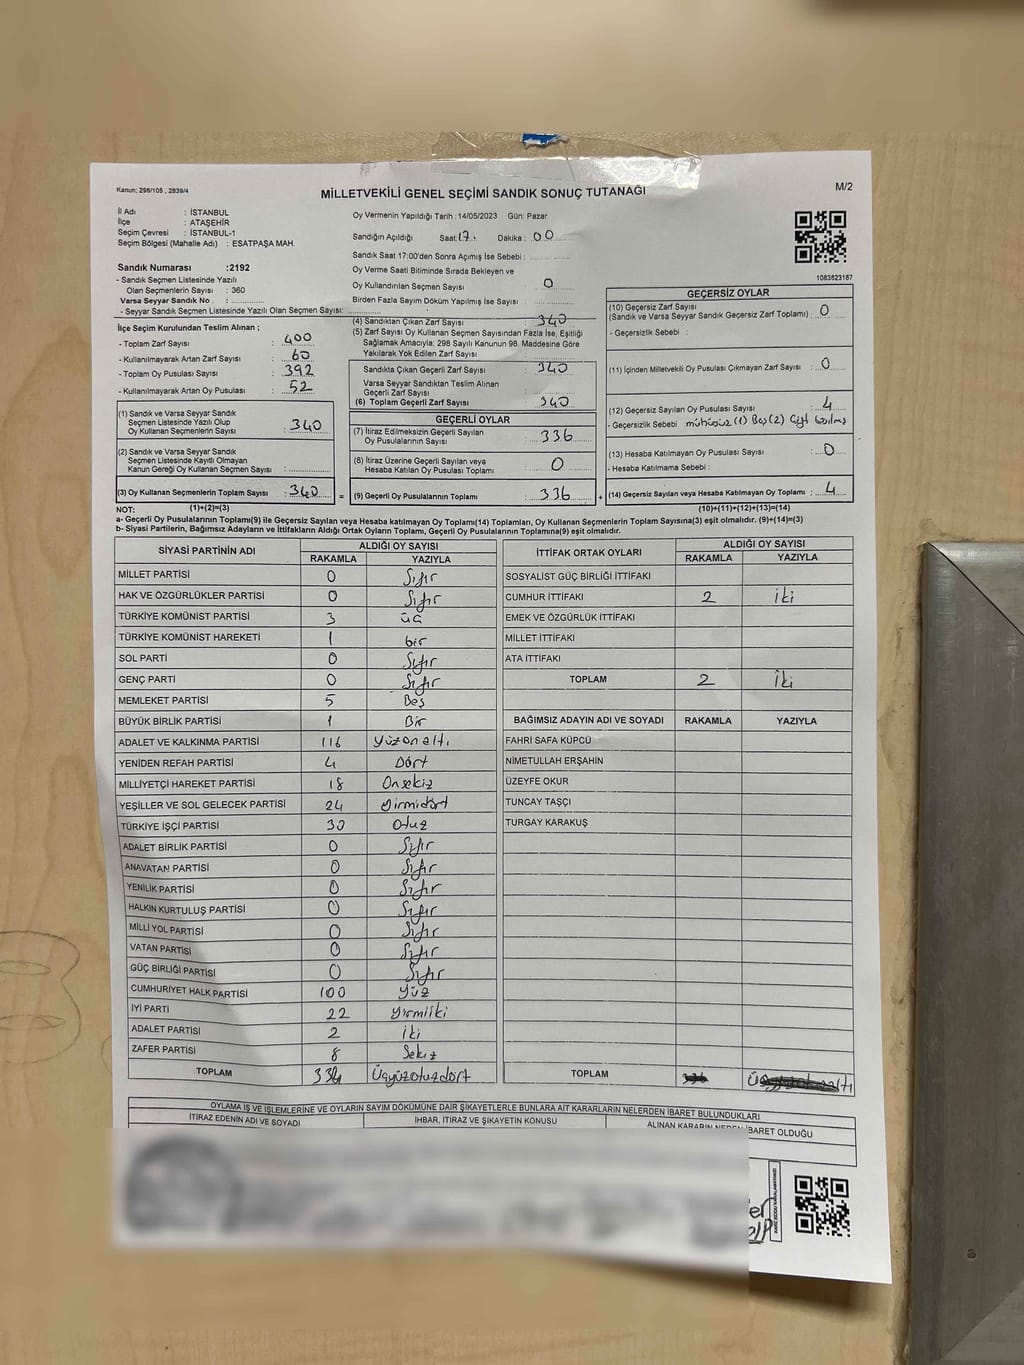 Kanun; 298/105 , 2839/4
MİLLETVEKİLİ GENEL SEÇİMİ SANDIK SONUÇ TUTANAĞI
M/2
İl Adı : İSTANBUL
İlçe : ATAŞEHİR
Seçim Çevresi : İSTANBUL-1
Seçim Bölgesi (Mahalle Adı) : ESATPAŞA MAH.
Sandık Numarası :2192
- Sandık Seçmen Listesinde Yazılı
Olan Seçmenlerin Sayısı : 360
Varsa Seyyar Sandık No :
- Seyyar Sandık Seçmen Listesinde Yazılı Olan Seçmen Sayısı:
Oy Vermenin Yapıldığı Tarih :14/05/2023 Gün: Pazar
Sandığın Açıldığı Saat:17. Dakika : 00
Sandık Saat 17:00'den Sonra Açımış İse Sebebi :
Oy Verme Saati Bitiminde Sırada Bekleyen ve
Oy Kullandırılan Seçmen Sayısı : 0
Birden Fazla Sayım Döküm Yapılmış İse Sayısı :
1083823187
İlçe Seçim Kurulundan Teslim Alınan ;
- Toplam Zarf Sayısı : 400
- Kullanılmayarak Artan Zarf Sayısı : 60
- Toplam Oy Pusulası Sayısı : 392
- Kullanılmayarak Artan Oy Pusulası : 52
(1) Sandık ve Varsa Seyyar Sandık
Seçmen Listesinde Yazılı Olup
Oy Kullanan Seçmenlerin Sayısı : 340
(2) Sandık ve Varsa Seyyar Sandık
Seçmen Listesinde Kayıtlı Olmayan
Kanun Gereği Oy Kullanan Seçmen Sayısı :
(3) Oy Kullanan Seçmenlerin Toplam Sayısı : 340 =
(4) Sandıktan Çıkan Zarf Sayısı : 340
(5) Zarf Sayısı Oy Kullanan Seçmen Sayısından Fazla İse, Eşitliği
Sağlamak Amacıyla; 298 Sayılı Kanunun 98. Maddesine Göre
Yakılarak Yok Edilen Zarf Sayısı :
Sandıkta Çıkan Geçerli Zarf Sayısı : 340
Varsa Seyyar Sandıktan Teslim Alınan
Geçerli Zarf Sayısı :
(6) Toplam Geçerli Zarf Sayısı : 340
GEÇERLİ OYLAR
(7) İtiraz Edilmeksizin Geçerli Sayılan
Oy Pusulalarının Sayısı : 336
(8) İtiraz Üzerine Geçerli Sayılan veya
Hesaba Katılan Oy Pusulası Toplamı : 0
(9) Geçerli Oy Pusulalarının Toplamı : 336 +
GEÇERSİZ OYLAR
(10) Geçersiz Zarf Sayısı
(Sandık ve Varsa Seyyar Sandık Geçersiz Zarf Toplamı) : 0
- Geçersizlik Sebebi :
(11) İçinden Milletvekili Oy Pusulası Çıkmayan Zarf Sayısı : 0
(12) Geçersiz Sayılan Oy Pusulası Sayısı : 4
- Geçersizlik Sebebi : mühürsüz (1) Boş(2) Çift basılmış
(13) Hesaba Katılmayan Oy Pusulası Sayısı : 0
- Hesaba Katılmama Sebebi :
(14) Geçersiz Sayılan veya Hesaba Katılmayan Oy Toplamı : 4
NOT: (1)+(2)=(3) (10)+(11)+(12)+(13)=(14)
a- Geçerli Oy Pusulalarının Toplamı(9) ile Geçersiz Sayılan veya Hesaba katılmayan Oy Toplamı(14) Toplamları, Oy Kullanan Seçmenlerin Toplam Sayısına(3) eşit olmalıdır. (9)+(14)=(3)
b- Siyasi Partilerin, Bağımsız Adayların ve İttifakların Aldığı Ortak Oyların Toplamı, Geçerli Oy Pusulalarının Toplamına(9) eşit olmalıdır.
SİYASİ PARTİNİN ADI ALDIĞI OY SAYISI
RAKAMLA YAZIYLA
MİLLET PARTİSİ 0 Sıfır
HAK VE ÖZGÜRLÜKLER PARTİSİ 0 Sıfır
TÜRKİYE KOMÜNİST PARTİSİ 3 üç
TÜRKİYE KOMÜNİST HAREKETİ 1 bir
SOL PARTİ 0 Sıfır
GENÇ PARTİ 0 Sıfır
MEMLEKET PARTİSİ 5 Beş
BÜYÜK BİRLİK PARTİSİ 1 Bir
ADALET VE KALKINMA PARTİSİ 116 yüzonaltı
YENİDEN REFAH PARTİSİ 4 Dört
MİLLİYETÇİ HAREKET PARTİSİ 18 Onsekiz
YEŞİLLER VE SOL GELECEK PARTİSİ 24 yirmidört
TÜRKİYE İŞÇİ PARTİSİ 30 Otuz
ADALET BİRLİK PARTİSİ 0 Sıfır
ANAVATAN PARTİSİ 0 Sıfır
YENİLİK PARTİSİ 0 Sıfır
HALKIN KURTULUŞ PARTİSİ 0 Sıfır
MİLLİ YOL PARTİSİ 0 Sıfır
VATAN PARTİSİ 0 Sıfır
GÜÇ BİRLİĞİ PARTİSİ 0 Sıfır
CUMHURİYET HALK PARTİSİ 100 yüz
İYİ PARTİ 22 yirmiiki
ADALET PARTİSİ 2 iki
ZAFER PARTİSİ 8 Sekiz
TOPLAM 334 Üçyüzotuzdört
İTTİFAK ORTAK OYLARI ALDIĞI OY SAYISI
RAKAMLA YAZIYLA
SOSYALİST GÜÇ BİRLİĞİ İTTİFAKI
CUMHUR İTTİFAKI 2 iki
EMEK VE ÖZGÜRLÜK İTTİFAKI
MİLLET İTTİFAKI
ATA İTTİFAKI
TOPLAM 2 iki
BAĞIMSIZ ADAYIN ADI VE SOYADI RAKAMLA YAZIYLA
FAHRİ SAFA KÜPCÜ
NİMETULLAH ERŞAHİN
ÜZEYFE OKUR
TUNCAY TAŞÇI
TURGAY KARAKUŞ
TOPLAM
OYLAMA İŞ VE İŞLEMLERİNE VE OYLARIN SAYIM DÖKÜMÜNE DAİR ŞİKAYETLERLE BUNLARA AİT KARARLARIN NELERDEN İBARET BULUNDUKLARI
İTİRAZ EDENİN ADI VE SOYADI İHBAR, İTİRAZ VE ŞİKAYETİN KONUSU ALINAN KARARIN NEDEN İBARET OLDUĞU